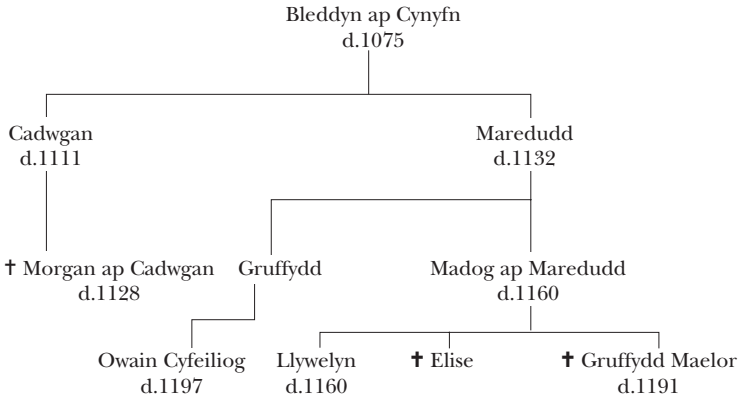 Bleddyn ap Cynyfn
d.1075
Cadwgan
d.1111
Maredudd
d.1132
† Morgan ap Cadwgan
d.1128
Gruffydd
Madog ap Maredudd
d.1160
Owain Cyfeiliog
d.1197
Llywelyn
d.1160
† Elise
† Gruffydd Maelor
d.1191